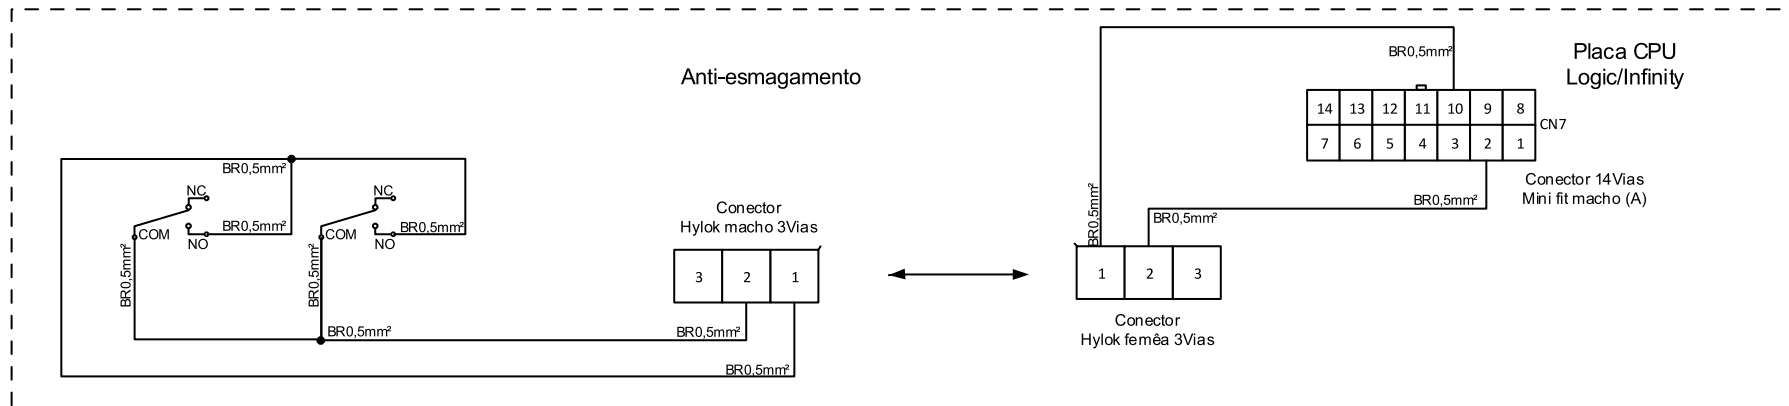 BR0,5mm²
Placa CPU
Logic/Infinity
Anti-esmagamento
14 13 12 11 10 9 8
7 6 5 4 3 2 1
CN7
Conector 14Vias
Mini fit macho (A)
BR0,5mm²
BR0,5mm²
BR0,5mm²
BR0,5mm²
NC
NC
BR0,5mm²
BR0,5mm²
COM
COM
NO
NO
BR0,5mm²
BR0,5mm²
Conector
Hylok macho 3Vias
3 2 1
1 2 3
Conector
Hylok femêa 3Vias
BR0,5mm²
BR0,5mm²
BR0,5mm²